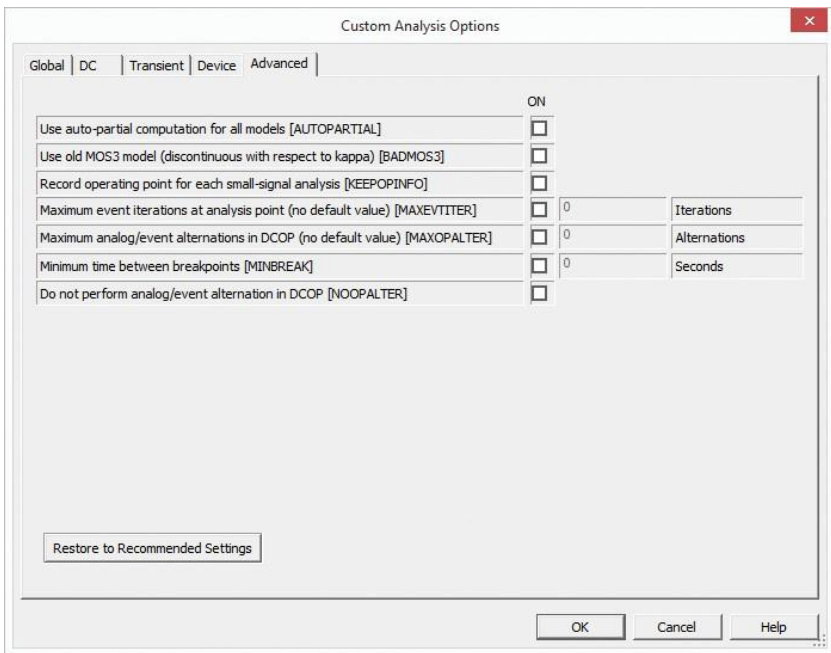 Custom Analysis Options
Global DC Transient Device Advanced
ON
Use auto-partial computation for all models [AUTOPARTIAL]
Use old MOS3 model (discontinuous with respect to kappa) [BADMOS3]
Record operating point for each small-signal analysis [KEEPOPINFO]
Maximum event iterations at analysis point (no default value) [MAXEVTITER] 0 Iterations
Maximum analog/event alternations in DCOP (no default value) [MAXOPALTER] 0 Alternations
Minimum time between breakpoints [MINBREAK] 0 Seconds
Do not perform analog/event alternation in DCOP [NOOPALTER]
Restore to Recommended Settings
OK Cancel Help